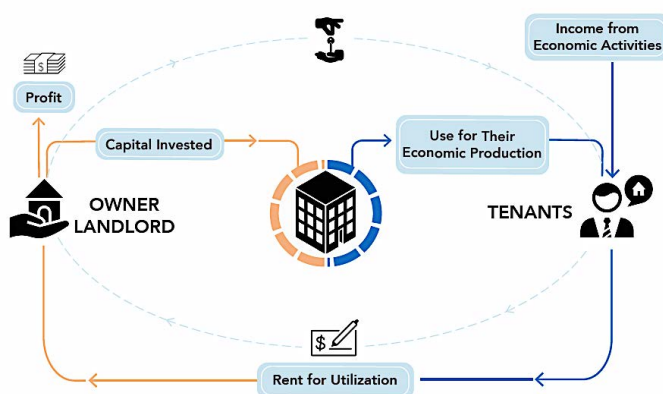 Income from
Economic Activities
$
Profit
Capital Invested
Use for Their
Economic Production
OWNER
LANDLORD
TENANTS
$
Rent for Utilization